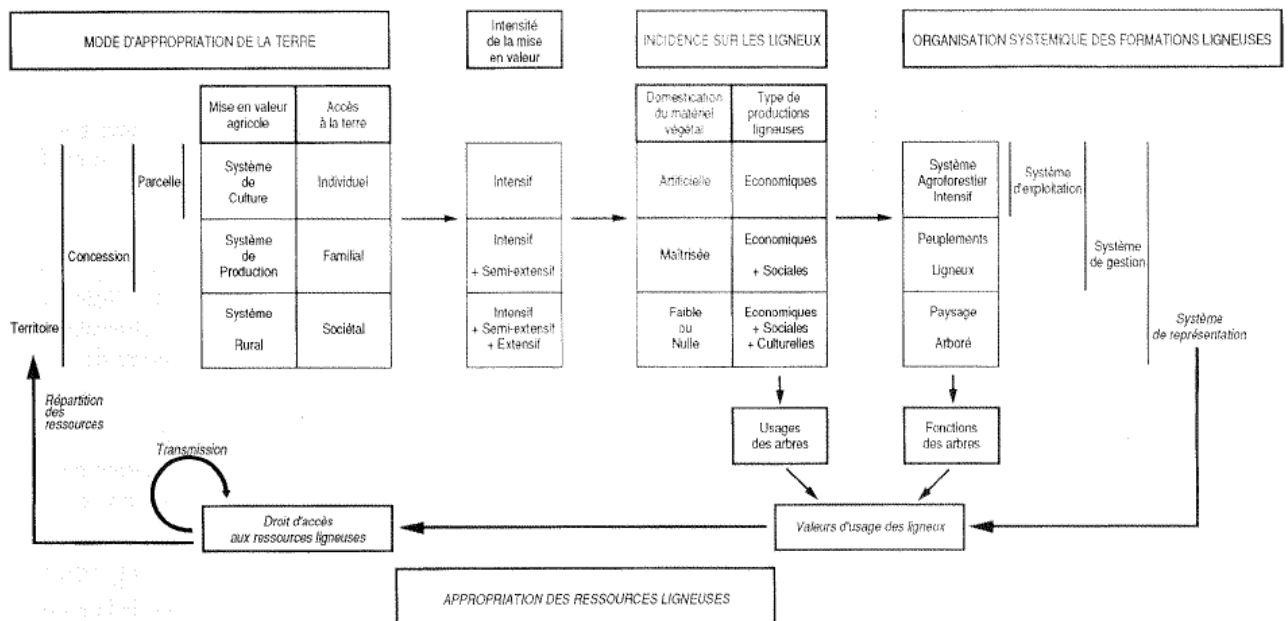 MODE D'APPROPRIATION DE LA TERRE
Intensité
de la mise
en valeur
INCIDENCE SUR LES LIGNEUX
ORGANISATION SYSTEMIQUE DES FORMATIONS LIGNEUSES
Mise en valeur
agricole
Accès
à la terre
Domestication
du matériel
végétal
Type de
productions
ligneuses
Territoire
Concession
Parcelle
Système
de
Culture
Individuel
Intensif
Artificielle
Economiques
Système
Agroforestier
Intensif
Système
d'exploitation
Système
de
Production
Familial
Intensif
+ Semi-extensif
Maîtrisée
Economiques
+ Sociales
Peuplements
Ligneux
Système
de gestion
Système
Rural
Sociétal
Intensif
+ Semi-extensif
+ Extensif
Faible
ou
Nulle
Economiques
+ Sociales
+ Culturelles
Paysage
Arboré
Système
de représentation
Répartition
des
ressources
Transmission
Usages
des arbres
Fonctions
des arbres
Droit d'accès
aux ressources ligneuses
Valeurs d'usage des ligneux
APPROPRIATION DES RESSOURCES LIGNEUSES